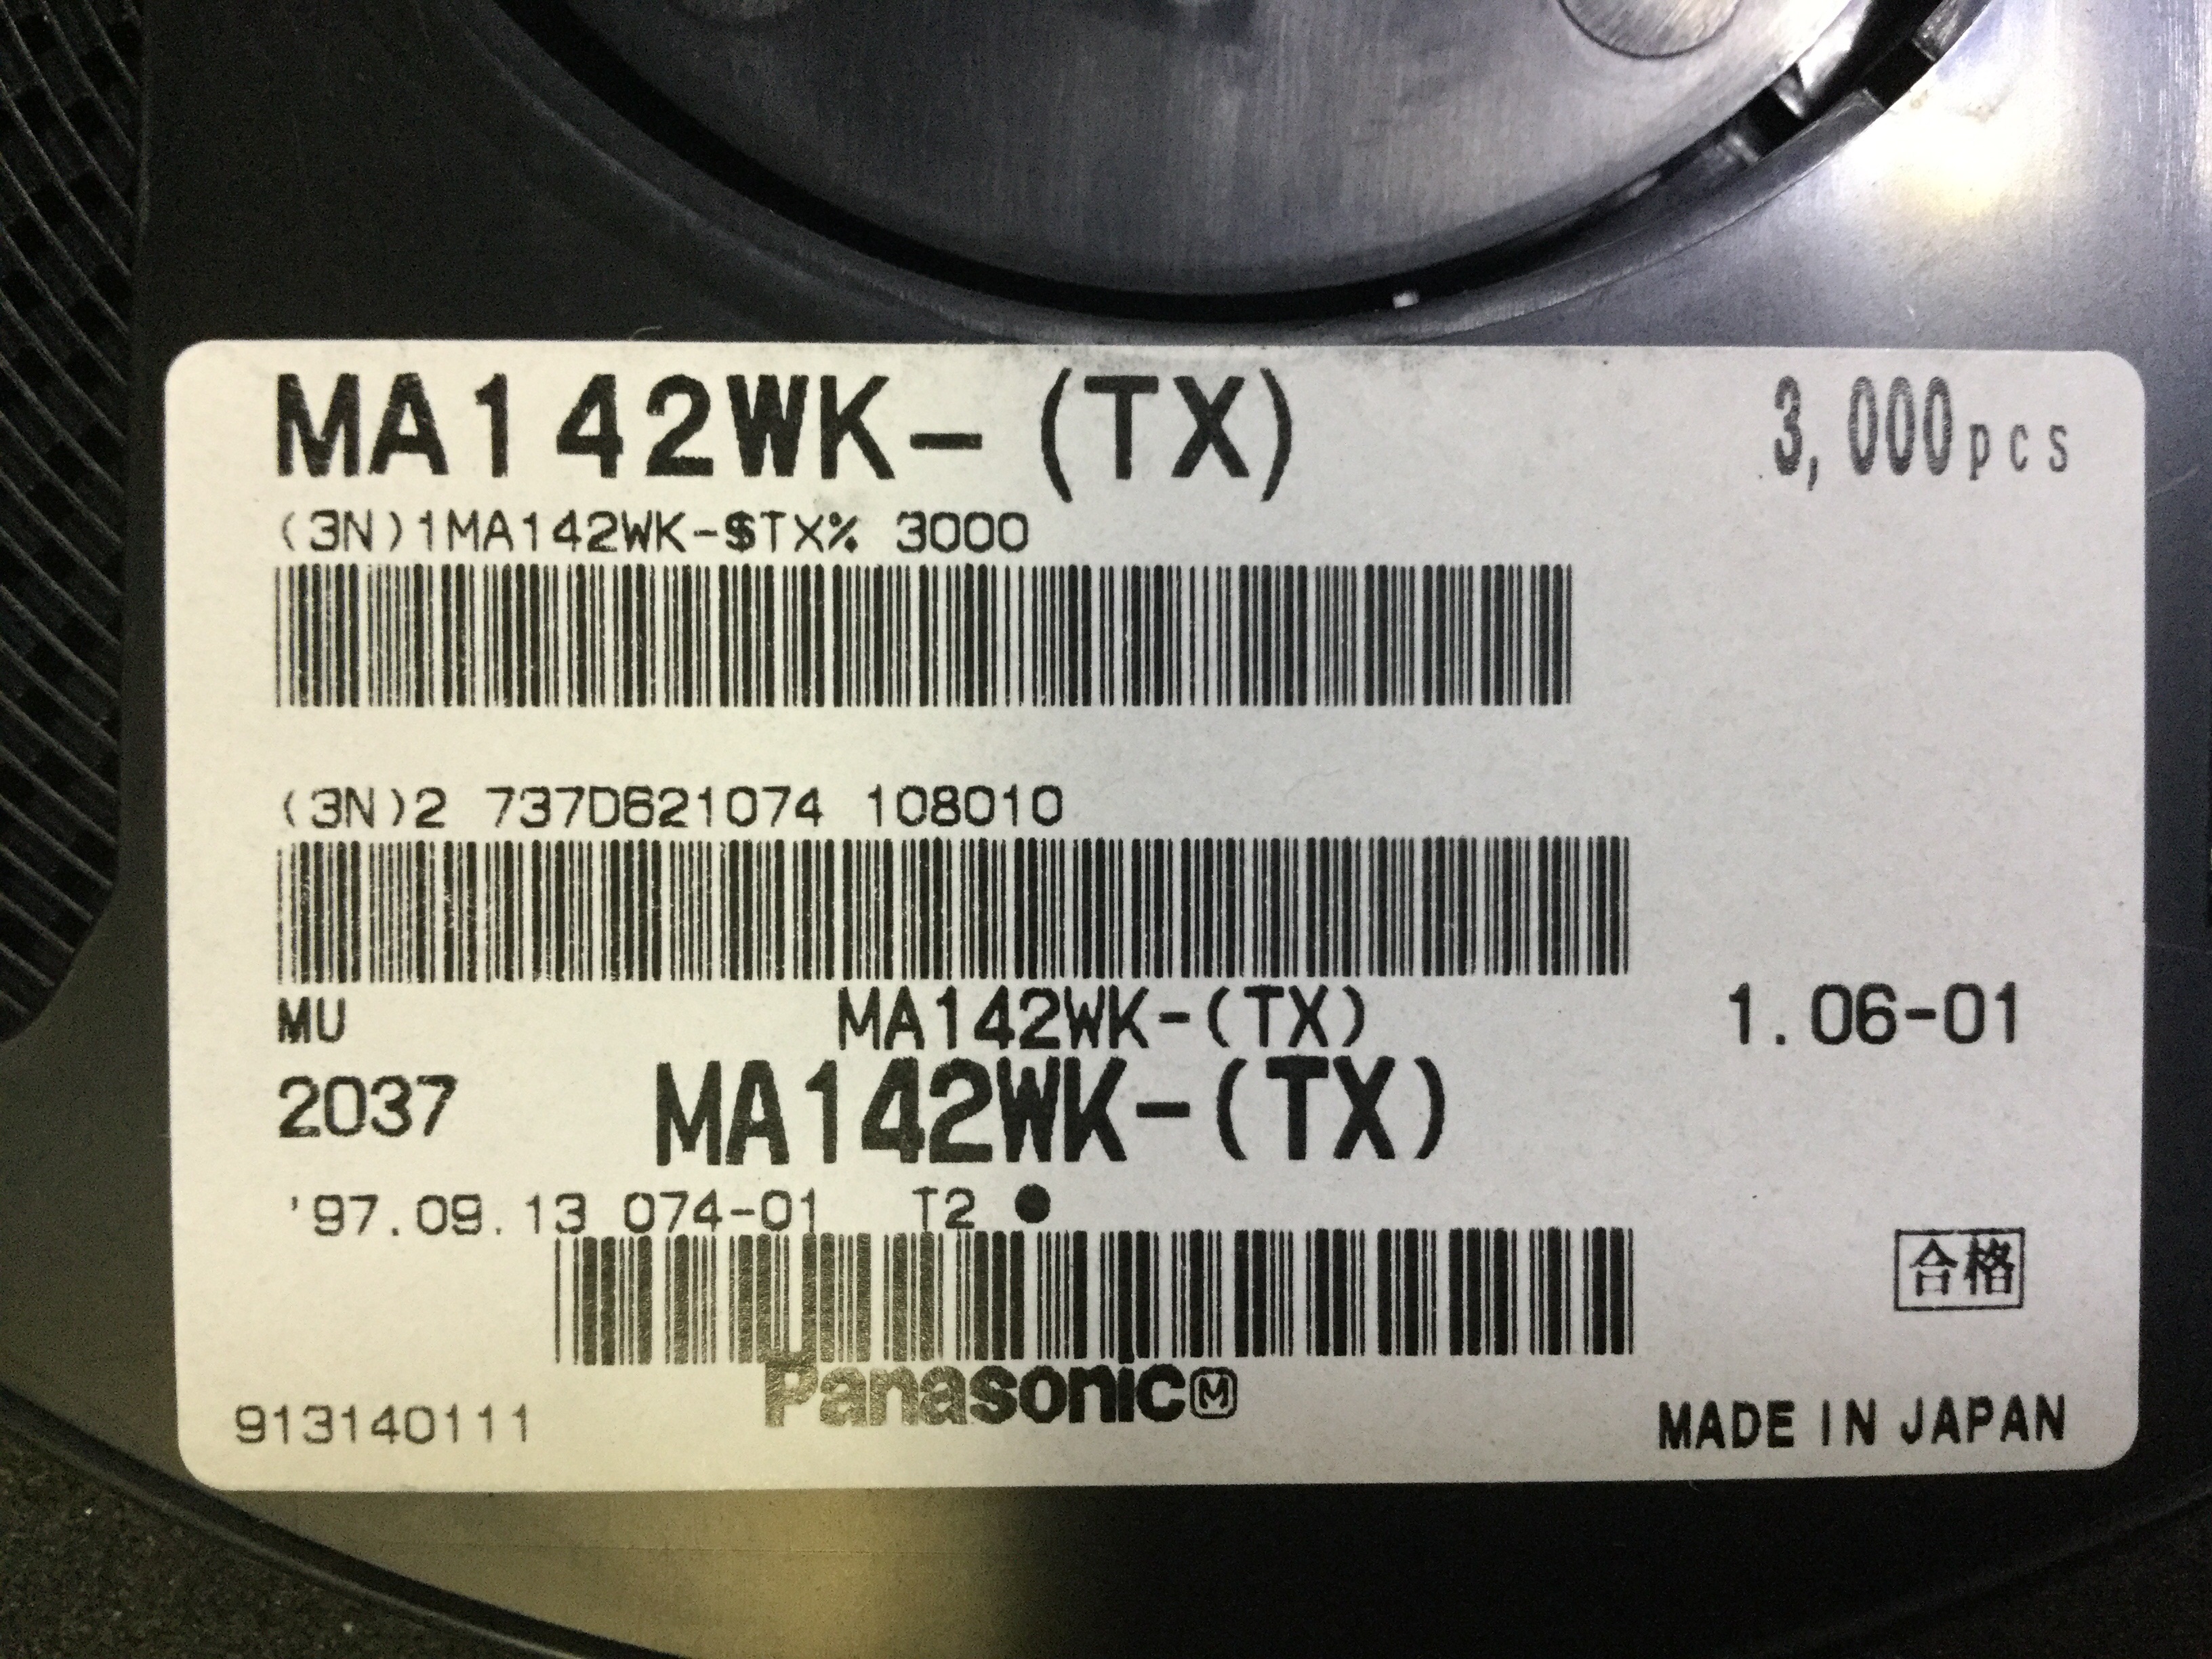 MA142WK-(TX) 3,000pcs
(3N)1MA142WK-$TX% 3000
(3N)2 737D621074 108010
MU MA142WK-(TX) 1.06-01
2037 MA142WK-(TX)
'97.09.13 074-01 T2 ●
合格
Panasonic M
913140111 MADE IN JAPAN